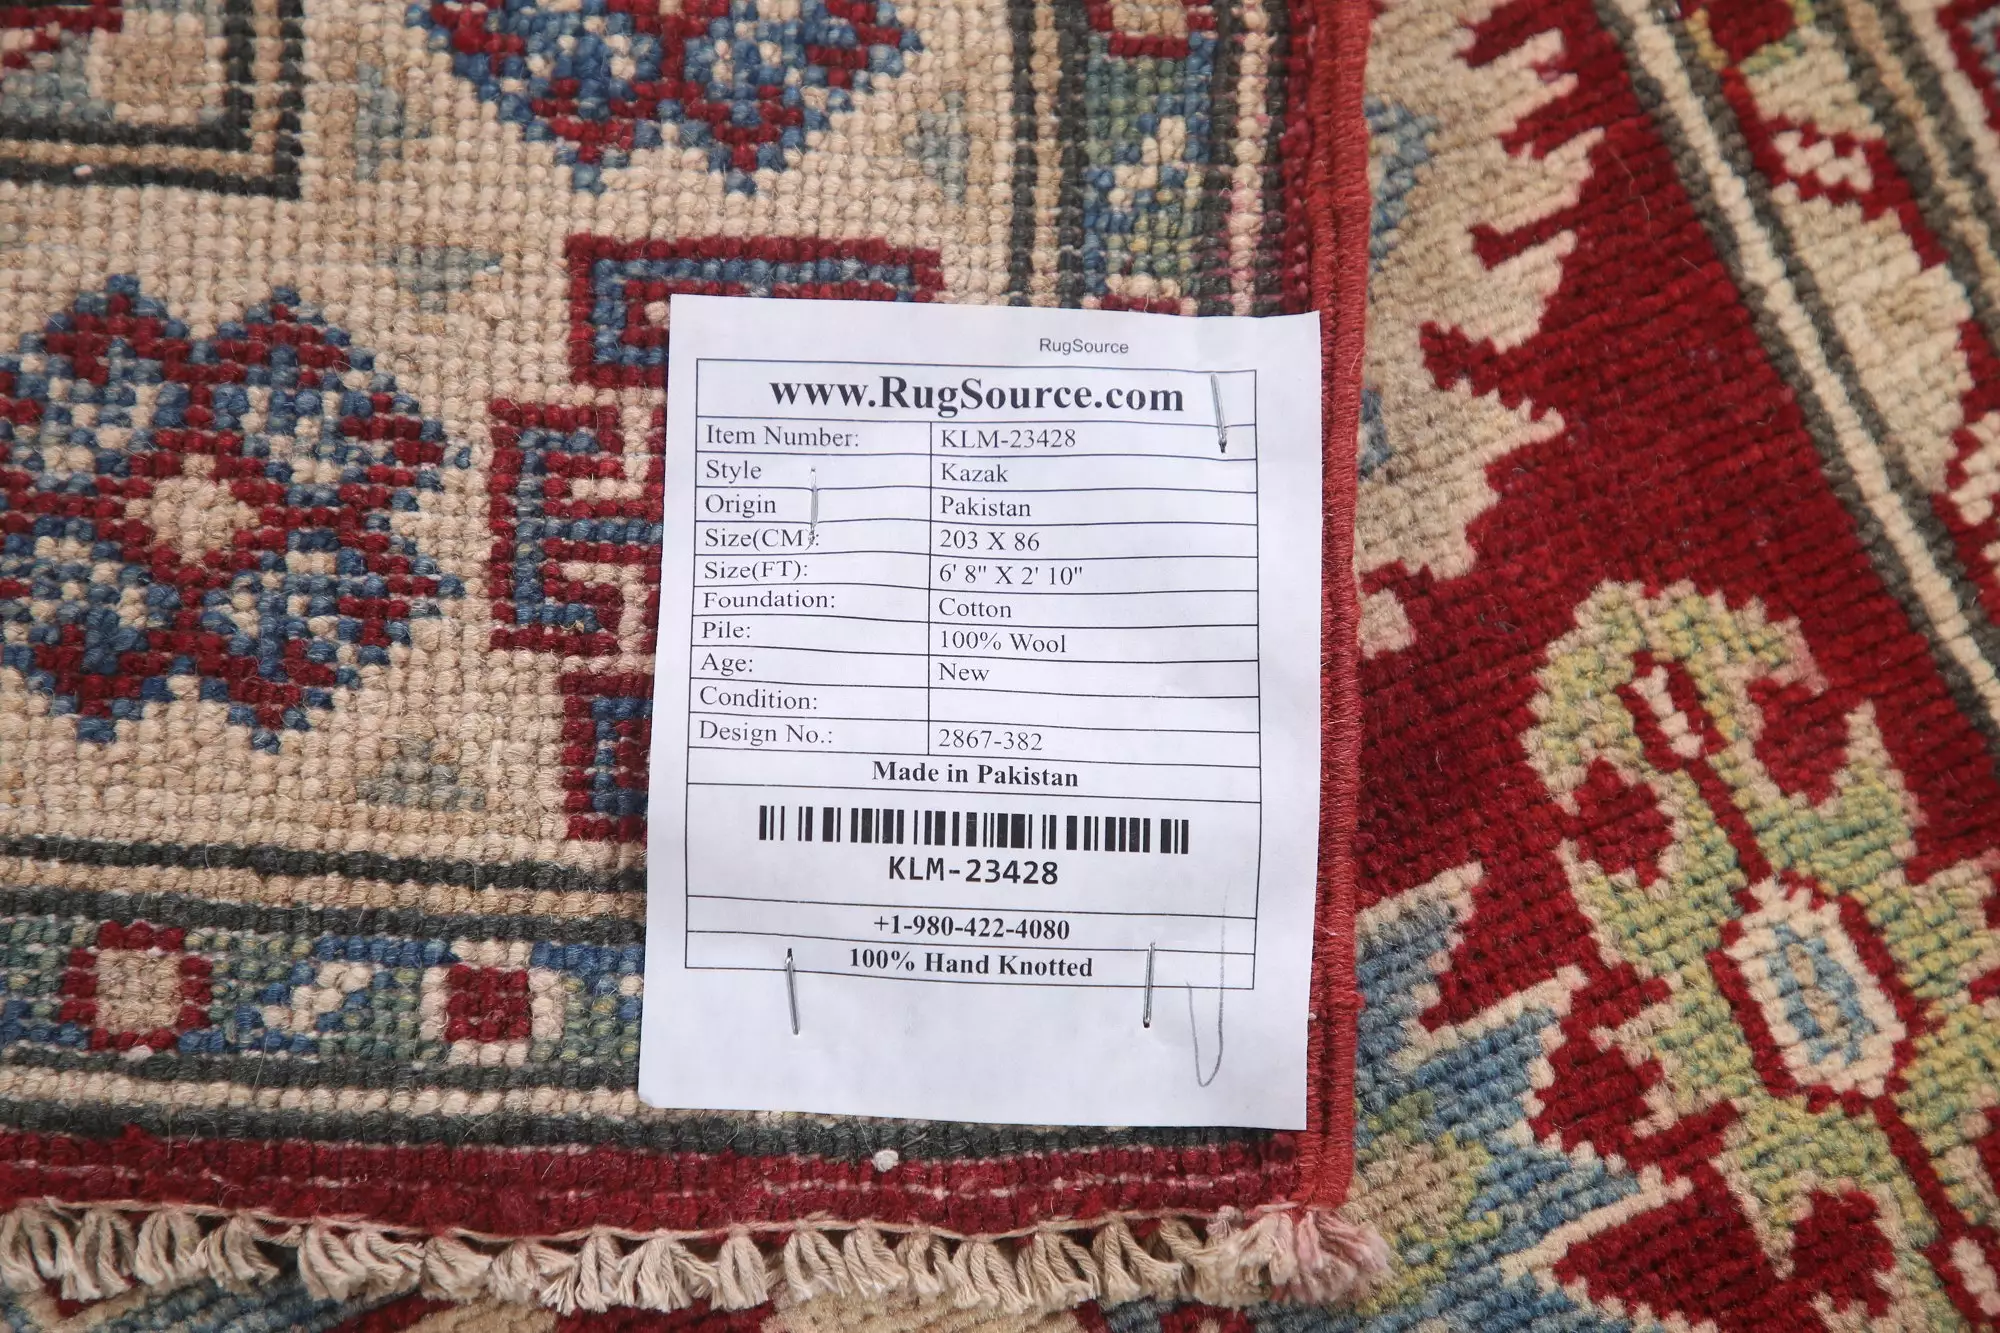 RugSource
www.RugSource.com
Item Number: KLM-23428
Style Kazak
Origin Pakistan
Size(CM): 203 X 86
Size(FT): 6' 8" X 2' 10"
Foundation: Cotton
Pile: 100% Wool
Age: New
Condition:
Design No.: 2867-382
Made in Pakistan
KLM-23428
+1-980-422-4080
100% Hand Knotted